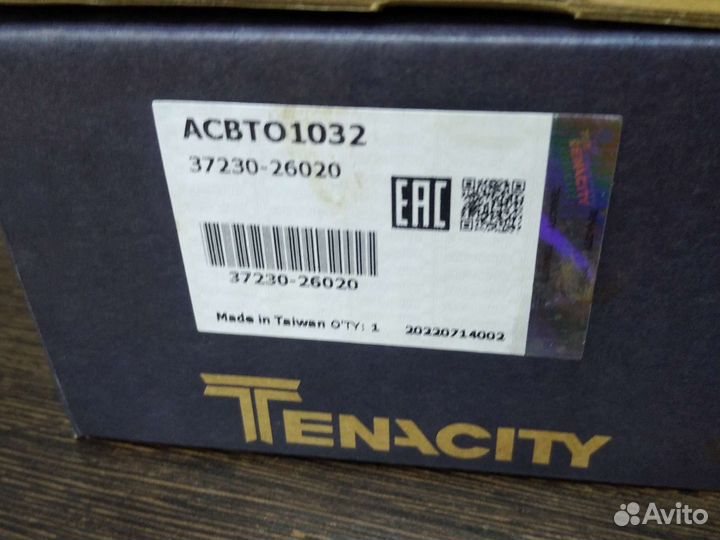 ACBTO1032
37230-26020
EAC
37230-26020
Made in Taiwan Q'TY: 1 20220714002
TENACITY
TENACITY
Avito